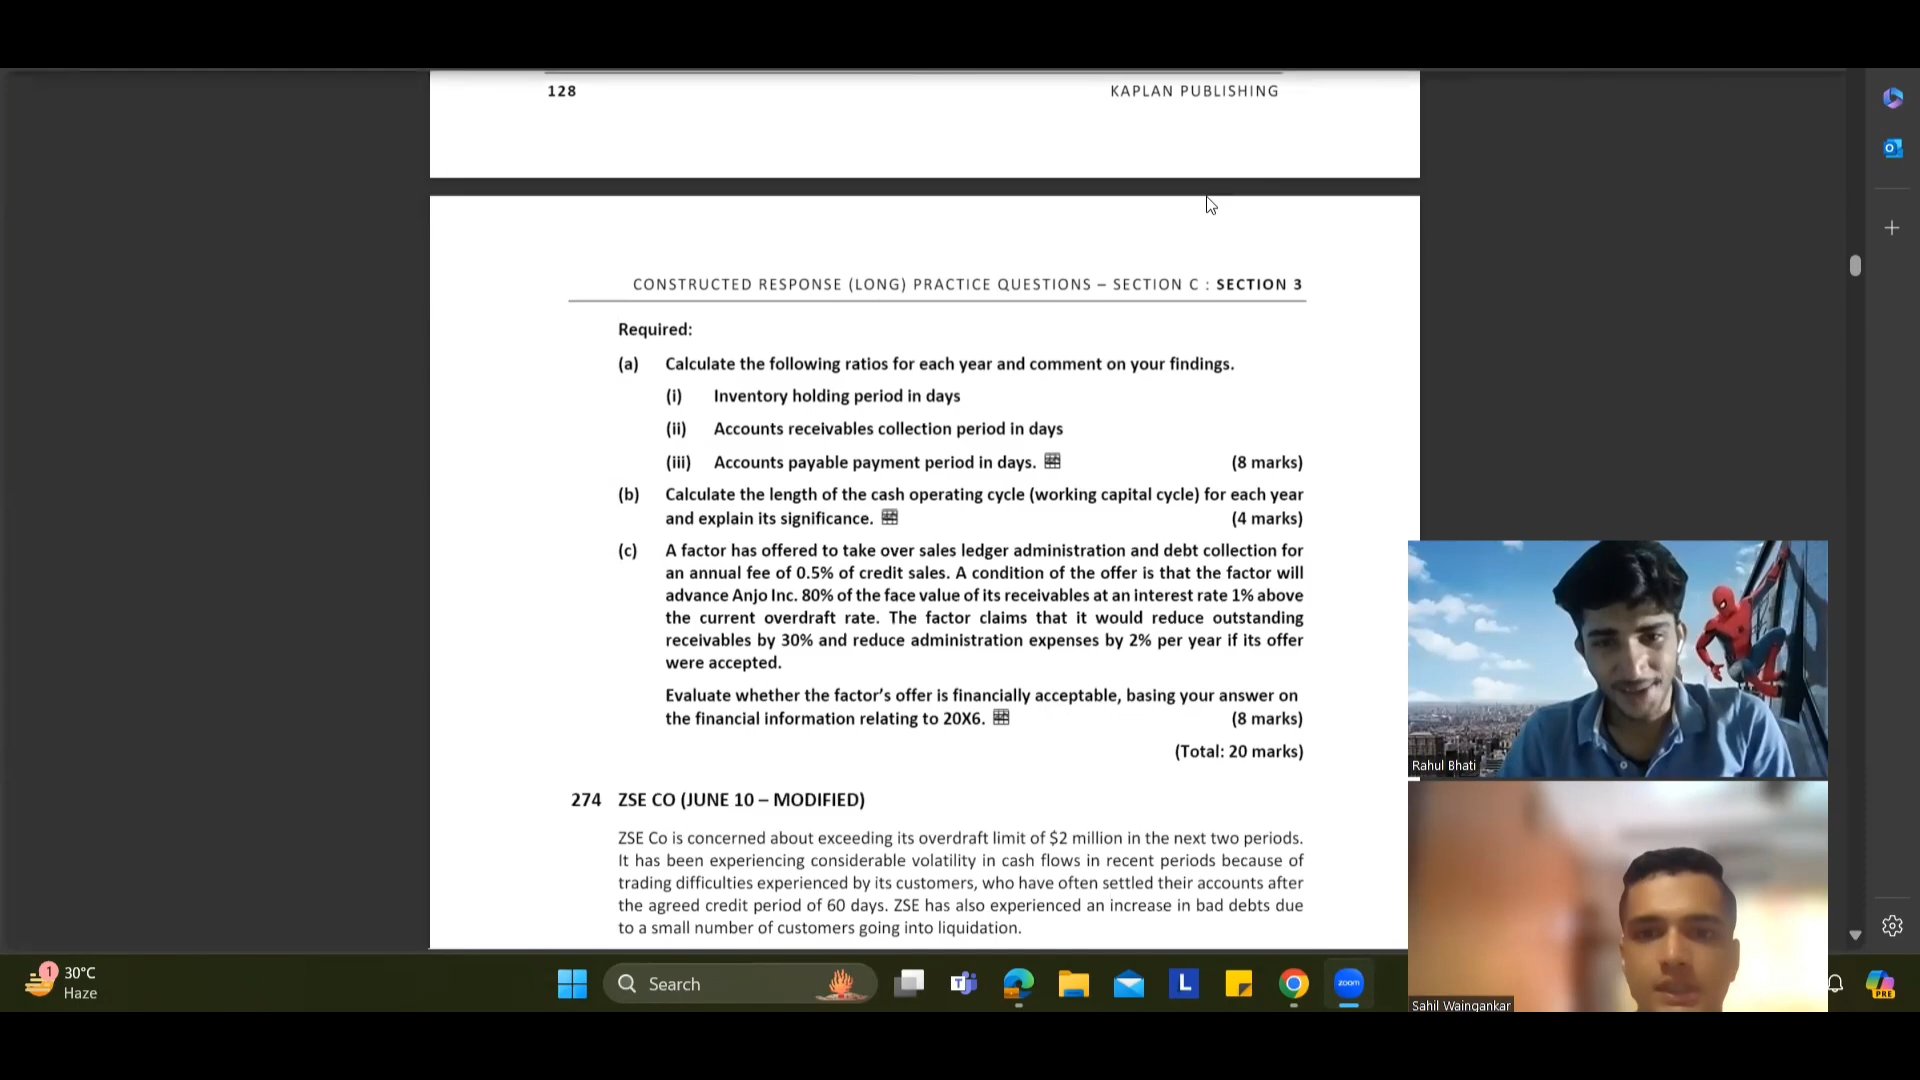 128
KAPLAN PUBLISHING
CONSTRUCTED RESPONSE (LONG) PRACTICE QUESTIONS – SECTION C : SECTION 3
Required:
(a) Calculate the following ratios for each year and comment on your findings.
(i) Inventory holding period in days
(ii) Accounts receivables collection period in days
(iii) Accounts payable payment period in days. (8 marks)
(b) Calculate the length of the cash operating cycle (working capital cycle) for each year
and explain its significance. (4 marks)
(c) A factor has offered to take over sales ledger administration and debt collection for
an annual fee of 0.5% of credit sales. A condition of the offer is that the factor will
advance Anjo Inc. 80% of the face value of its receivables at an interest rate 1% above
the current overdraft rate. The factor claims that it would reduce outstanding
receivables by 30% and reduce administration expenses by 2% per year if its offer
were accepted.
Evaluate whether the factor's offer is financially acceptable, basing your answer on
the financial information relating to 20X6. (8 marks)
(Total: 20 marks)
274 ZSE CO (JUNE 10 – MODIFIED)
ZSE Co is concerned about exceeding its overdraft limit of $2 million in the next two periods.
It has been experiencing considerable volatility in cash flows in recent periods because of
trading difficulties experienced by its customers, who have often settled their accounts after
the agreed credit period of 60 days. ZSE has also experienced an increase in bad debts due
to a small number of customers going into liquidation.
Rahul Bhati
Sahil Waingankar
1
30°C
Haze
Search
T
L
zoom
PRE